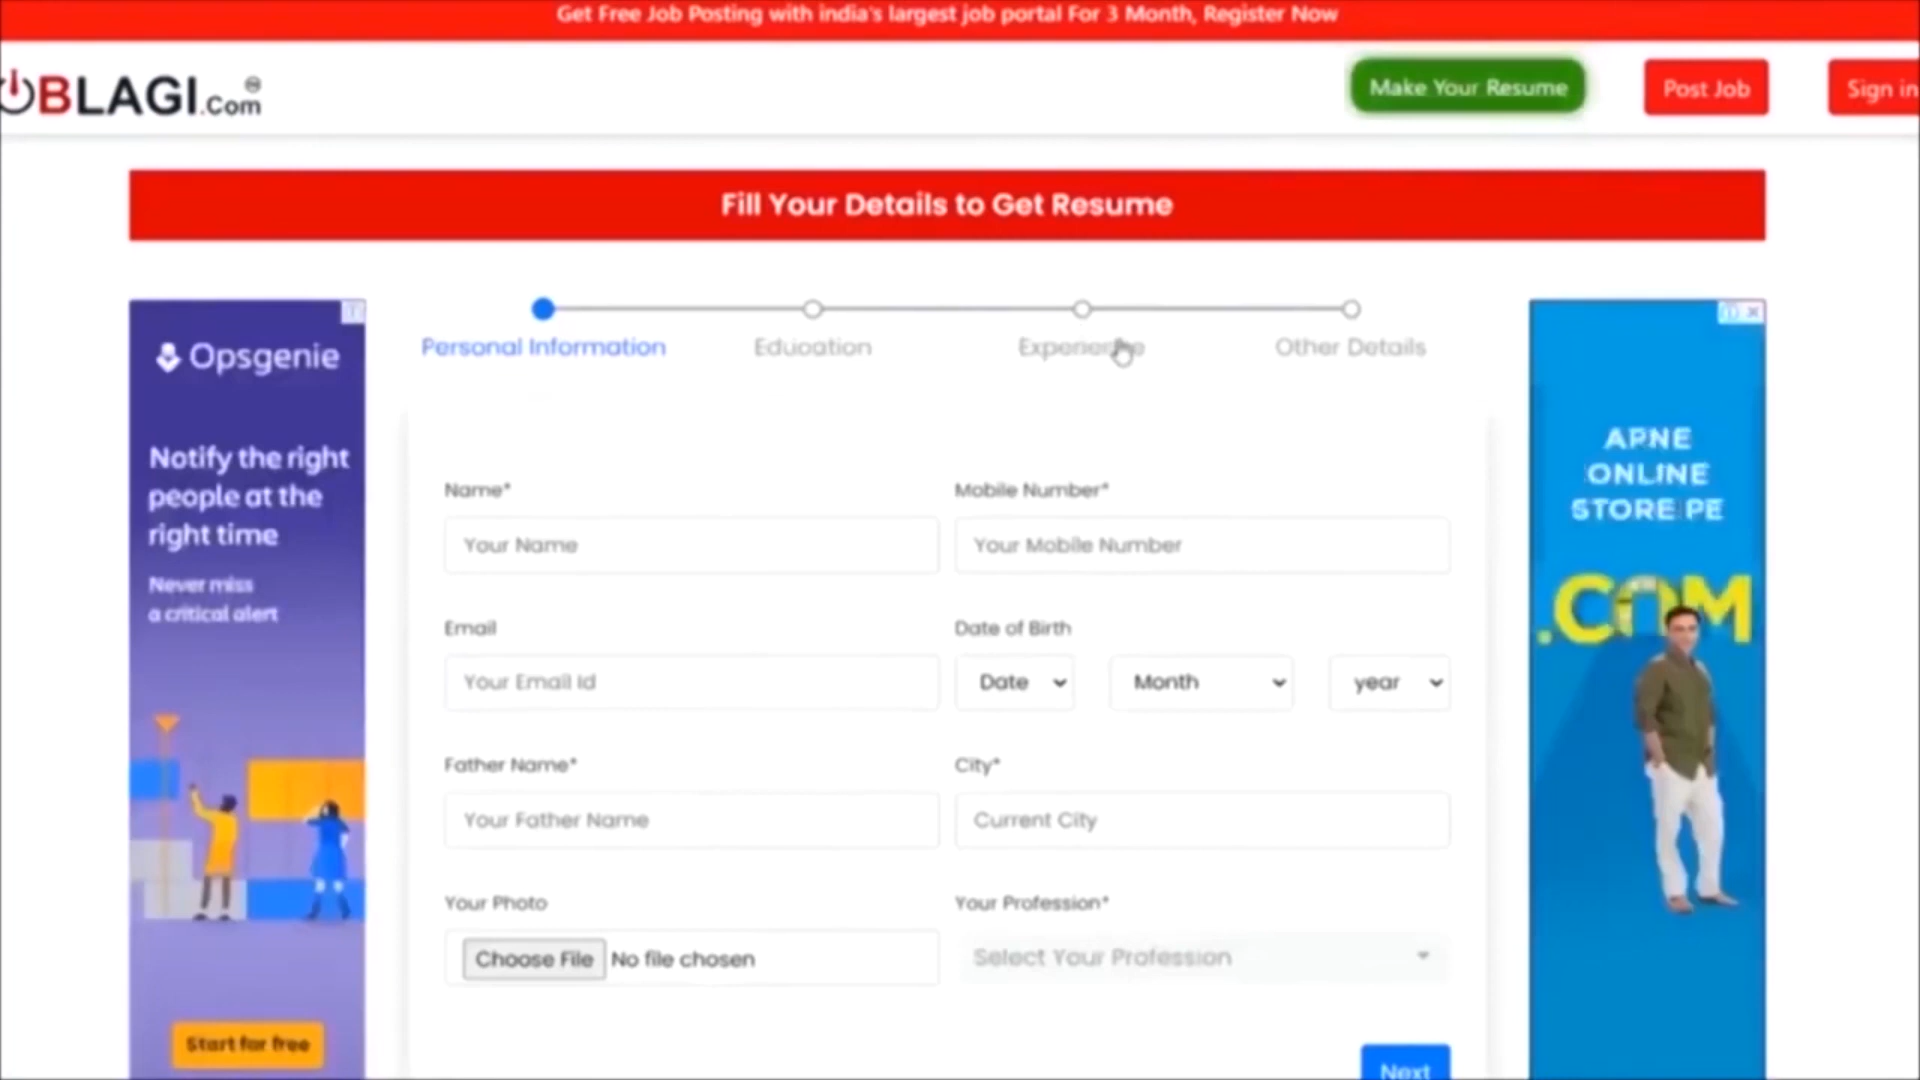 Get Free Job Posting with india's largest job portal For 3 Month, Register Now
OBLAGI.Com
Make Your Resume
Post Job
Sign in
Fill Your Details to Get Resume
Personal Information
Education
Experience
Other Details
Opsgenie
Notify the right
people at the
right time
Never miss
a critical alert
Start for free
Name*
Your Name
Mobile Number*
Your Mobile Number
Email
Your Email Id
Date of Birth
Date
Month
year
Father Name*
Your Father Name
City*
Current City
Your Photo
Choose File No file chosen
Your Profession*
Select Your Profession
Next
APNE
ONLINE
STORE PE
.COM